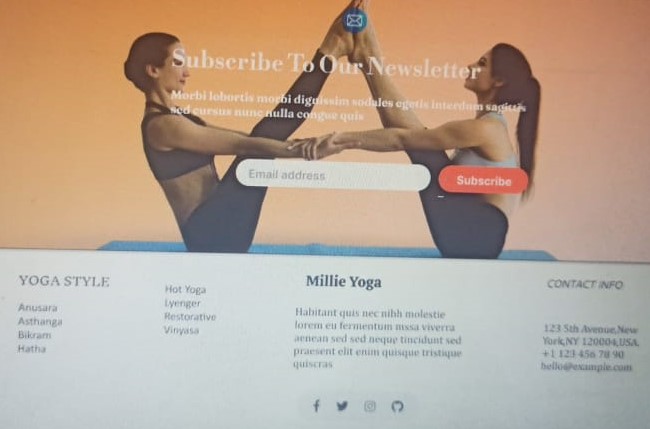 Subscribe To Our Newsletter
Morbi lobortis morbi dignissim sodales egetis interdum sagittis
sed cursus nunc nulla congue quis
Email address
Subscribe
YOGA STYLE
Anusara
Asthanga
Bikram
Hatha
Hot Yoga
Lyenger
Restorative
Vinyasa
Millie Yoga
Habitant quis nec nibh molestie
lorem eu fermentum mssa viverra
aenean sed sed neque tincidunt sed
praesent elit enim quisque tristique
quiscras
CONTACT INFO
123 5th Avenue,New
York,NY 120004,USA.
+1 123 456 78 90
hello@example.com